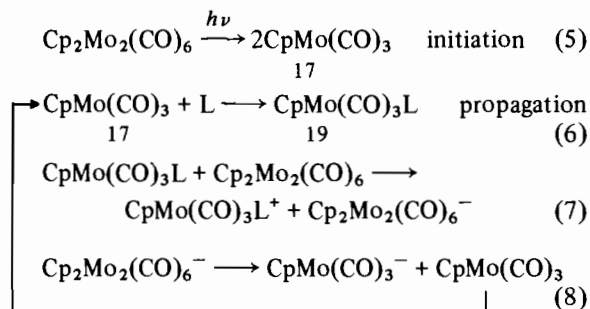 hν
Cp₂Mo₂(CO)₆ ⟶ 2CpMo(CO)₃ initiation (5)
17
CpMo(CO)₃ + L ⟶ CpMo(CO)₃L propagation
17 19 (6)
CpMo(CO)₃L + Cp₂Mo₂(CO)₆ ⟶
CpMo(CO)₃L⁺ + Cp₂Mo₂(CO)₆⁻ (7)
Cp₂Mo₂(CO)₆⁻ ⟶ CpMo(CO)₃⁻ + CpMo(CO)₃
(8)